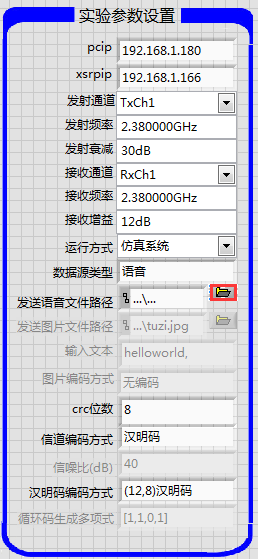 实验参数设置
pcip 192.168.1.180
xsrpip 192.168.1.166
发射通道 TxCh1
发射频率 2.380000GHz
发射衰减 30dB
接收通道 RxCh1
接收频率 2.380000GHz
接收增益 12dB
运行方式 仿真系统
数据源类型 语音
发送语音文件路径 ...\...
发送图片文件路径 ...\tuzi.jpg
输入文本 helloworld,
图片编码方式 无编码
crc位数 8
信道编码方式 汉明码
信噪比(dB) 40
汉明码编码方式 (12,8)汉明码
循环码生成多项式 [1,1,0,1]